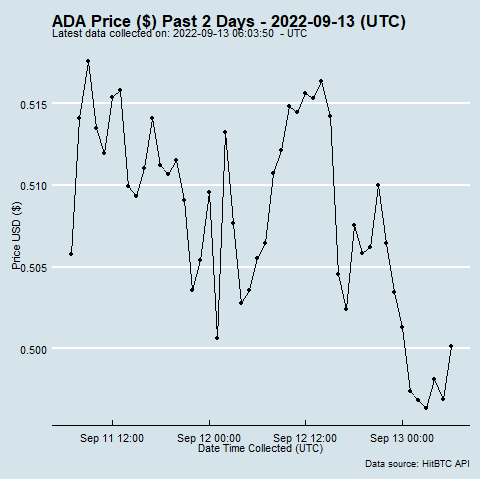 ADA Price ($) Past 2 Days - 2022-09-13 (UTC)
Latest data collected on: 2022-09-13 06:03:50 - UTC
0.515
0.510
0.505
0.500
Price USD ($)
Sep 11 12:00 Sep 12 00:00 Sep 12 12:00 Sep 13 00:00
Date Time Collected (UTC)
Data source: HitBTC API